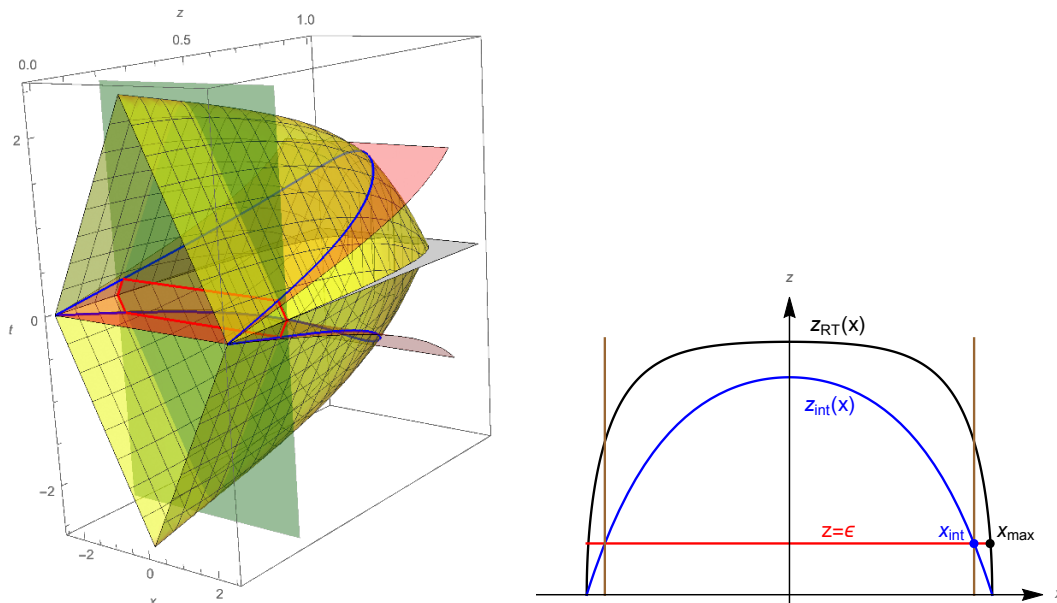 z
0.0
0.5
1.0
2
t
0
−2
−2
0
2
x
z
z_RT(x)
z_int(x)
z=ϵ
x_int
x_max